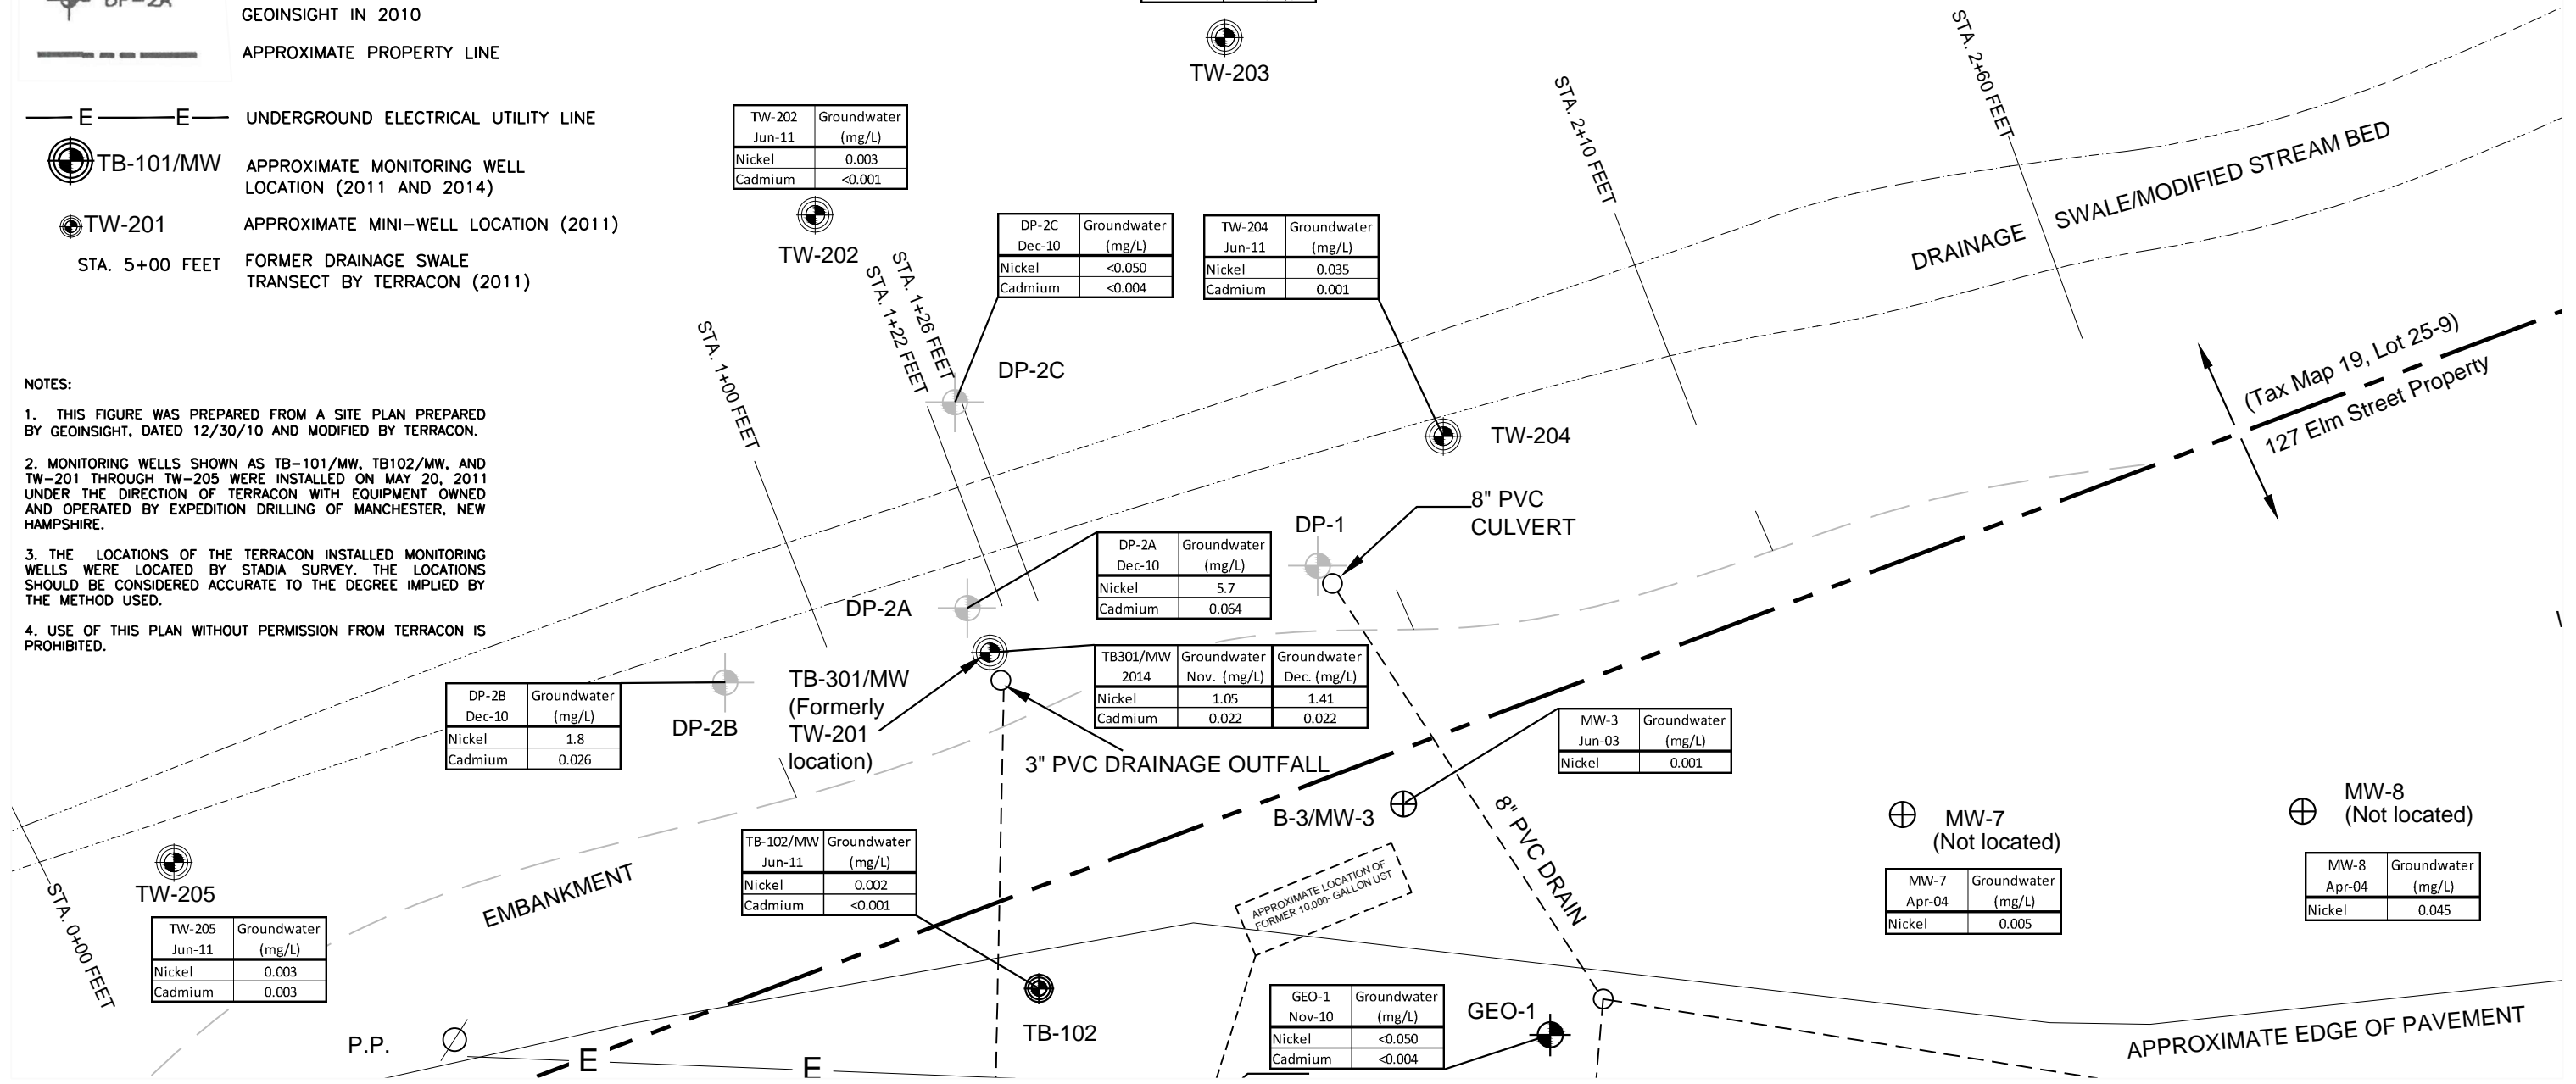 DP-2A
GEOINSIGHT IN 2010
APPROXIMATE PROPERTY LINE
E E UNDERGROUND ELECTRICAL UTILITY LINE
TB-101/MW APPROXIMATE MONITORING WELL
LOCATION (2011 AND 2014)
TW-201 APPROXIMATE MINI-WELL LOCATION (2011)
STA. 5+00 FEET FORMER DRAINAGE SWALE
TRANSECT BY TERRACON (2011)
NOTES:
1. THIS FIGURE WAS PREPARED FROM A SITE PLAN PREPARED
BY GEOINSIGHT, DATED 12/30/10 AND MODIFIED BY TERRACON.
2. MONITORING WELLS SHOWN AS TB-101/MW, TB102/MW, AND
TW-201 THROUGH TW-205 WERE INSTALLED ON MAY 20, 2011
UNDER THE DIRECTION OF TERRACON WITH EQUIPMENT OWNED
AND OPERATED BY EXPEDITION DRILLING OF MANCHESTER, NEW
HAMPSHIRE.
3. THE LOCATIONS OF THE TERRACON INSTALLED MONITORING
WELLS WERE LOCATED BY STADIA SURVEY. THE LOCATIONS
SHOULD BE CONSIDERED ACCURATE TO THE DEGREE IMPLIED BY
THE METHOD USED.
4. USE OF THIS PLAN WITHOUT PERMISSION FROM TERRACON IS
PROHIBITED.
TW-203
TW-202 Groundwater
Jun-11 (mg/L)
Nickel 0.003
Cadmium <0.001
TW-202
DP-2C Groundwater
Dec-10 (mg/L)
Nickel <0.050
Cadmium <0.004
DP-2C
TW-204 Groundwater
Jun-11 (mg/L)
Nickel 0.035
Cadmium 0.001
TW-204
STA. 0+00 FEET
STA. 1+00 FEET
STA. 1+22 FEET
STA. 1+26 FEET
STA. 2+10 FEET
STA. 2+60 FEET
DRAINAGE SWALE/MODIFIED STREAM BED
(Tax Map 19, Lot 25-9)
127 Elm Street Property
8" PVC
CULVERT
DP-1
DP-2A
DP-2A Groundwater
Dec-10 (mg/L)
Nickel 5.7
Cadmium 0.064
TB301/MW Groundwater Groundwater
2014 Nov. (mg/L) Dec. (mg/L)
Nickel 1.05 1.41
Cadmium 0.022 0.022
TB-301/MW
(Formerly
TW-201
location)
3" PVC DRAINAGE OUTFALL
DP-2B
DP-2B Groundwater
Dec-10 (mg/L)
Nickel 1.8
Cadmium 0.026
MW-3 Groundwater
Jun-03 (mg/L)
Nickel 0.001
B-3/MW-3
8" PVC DRAIN
APPROXIMATE LOCATION OF
FORMER 10,000- GALLON UST
MW-7
(Not located)
MW-7 Groundwater
Apr-04 (mg/L)
Nickel 0.005
MW-8
(Not located)
MW-8 Groundwater
Apr-04 (mg/L)
Nickel 0.045
TW-205
TW-205 Groundwater
Jun-11 (mg/L)
Nickel 0.003
Cadmium 0.003
EMBANKMENT
TB-102/MW Groundwater
Jun-11 (mg/L)
Nickel 0.002
Cadmium <0.001
TB-102
GEO-1 Groundwater
Nov-10 (mg/L)
Nickel <0.050
Cadmium <0.004
GEO-1
P.P.
E E
APPROXIMATE EDGE OF PAVEMENT